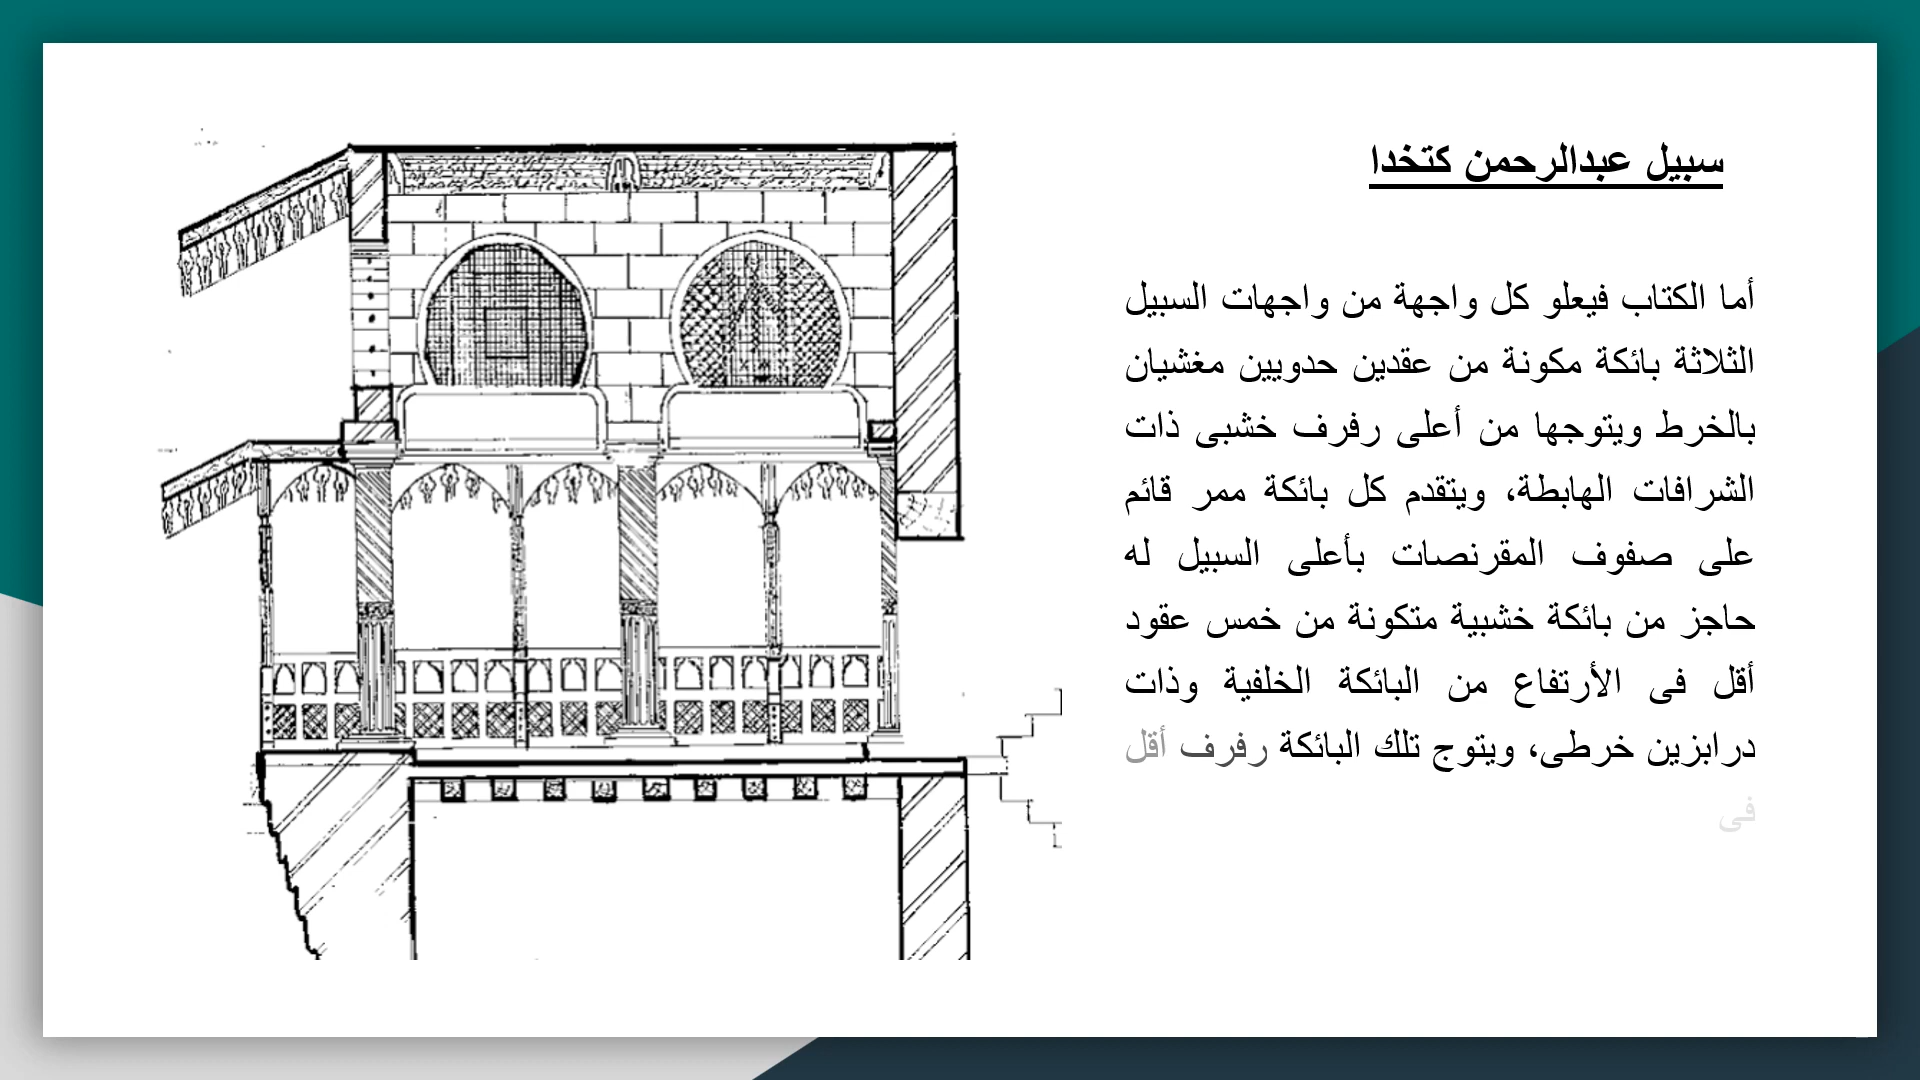 سبيل عبدالرحمن كتخدا
أما الكتاب فيعلو كل واجهة من واجهات السبيل
الثلاثة بائكة مكونة من عقدين حدويين مغشيان
بالخرط ويتوجها من أعلى رفرف خشبى ذات
الشرافات الهابطة، ويتقدم كل بائكة ممر قائم
على صفوف المقرنصات بأعلى السبيل له
حاجز من بائكة خشبية متكونة من خمس عقود
أقل فى الأرتفاع من البائكة الخلفية وذات
درابزين خرطى، ويتوج تلك البائكة رفرف أقل
فى